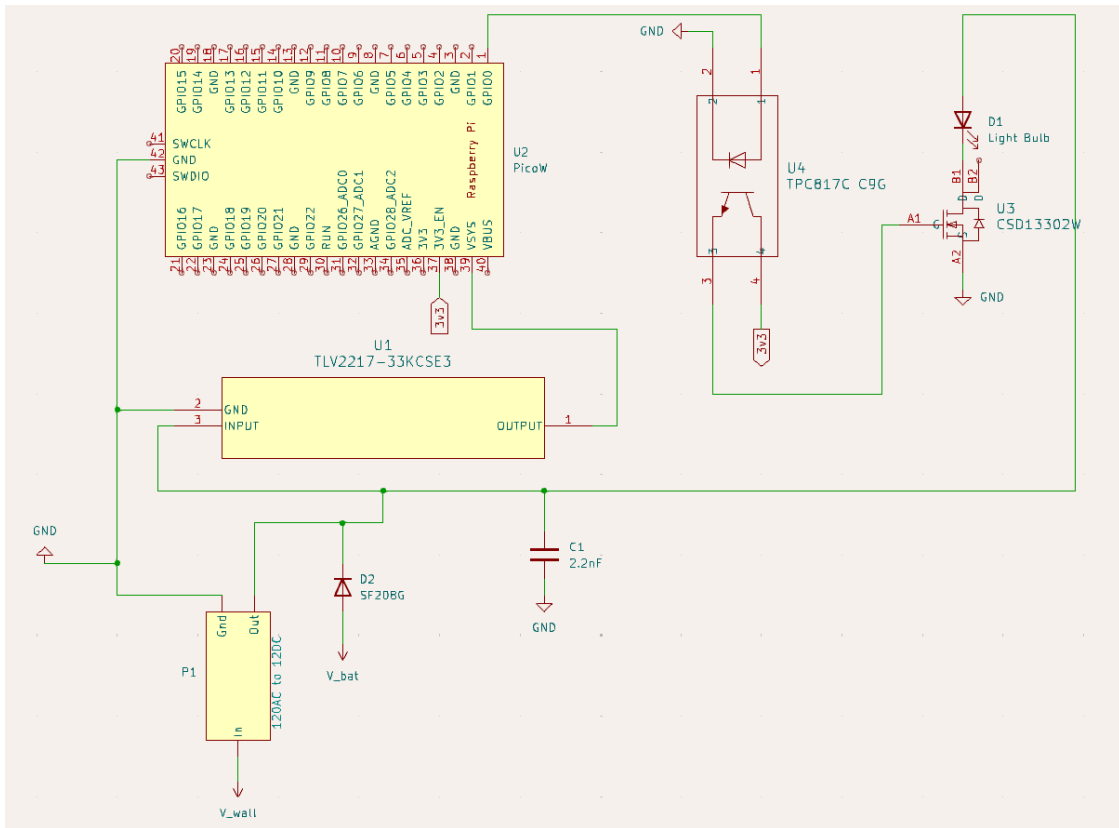 20
19
18
17
16
15
14
13
12
11
10
9
8
7
6
5
4
3
2
1
GPIO15
GPIO14
GND
GPIO13
GPIO12
GPIO11
GPIO10
GND
GPIO9
GPIO8
GPIO7
GPIO6
GND
GPIO5
GPIO4
GPIO3
GPIO2
GND
GPIO1
GPIO0
41
SWCLK
42
GND
43
SWDIO
Raspberry Pi
U2
PicoW
GPIO16
GPIO17
GND
GPIO18
GPIO19
GPIO20
GPIO21
GND
GPIO22
RUN
GPIO26_ADC0
GPIO27_ADC1
AGND
GPIO28_ADC2
ADC_VREF
3V3
3V3_EN
GND
VSYS
VBUS
21
22
23
24
25
26
27
28
29
30
31
32
33
34
35
36
37
38
39
40
3v3
GND
2
1
2
1
U4
TPC817C C9G
3
4
3
4
3v3
D1
Light Bulb
B1
B2
D
D
A1
G
S
U3
CSD13302W
A2
GND
U1
TLV2217-33KCSE3
2
GND
3
INPUT
OUTPUT
1
GND
C1
2.2nF
GND
D2
SF208G
V_bat
P1
Gnd
Out
In
120AC to 12DC
V_wall